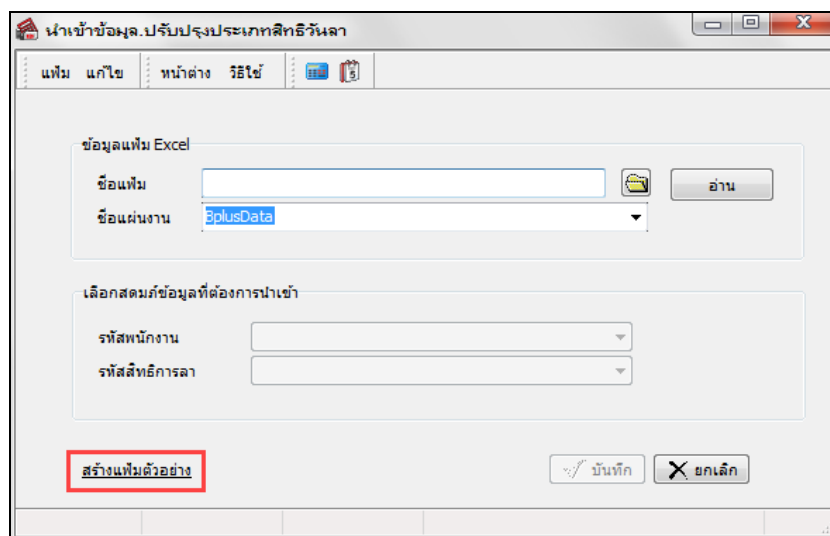 นำเข้าข้อมูล.ปรับปรุงประเภทสิทธิวันลา
แฟ้ม แก้ไข หน้าต่าง วิธีใช้ 5
ข้อมูลแฟ้ม Excel
ชื่อแฟ้ม อ่าน
ชื่อแผ่นงาน BplusData
เลือกสดมภ์ข้อมูลที่ต้องการนำเข้า
รหัสพนักงาน
รหัสสิทธิการลา
สร้างแฟ้มตัวอย่าง บันทึก ยกเลิก